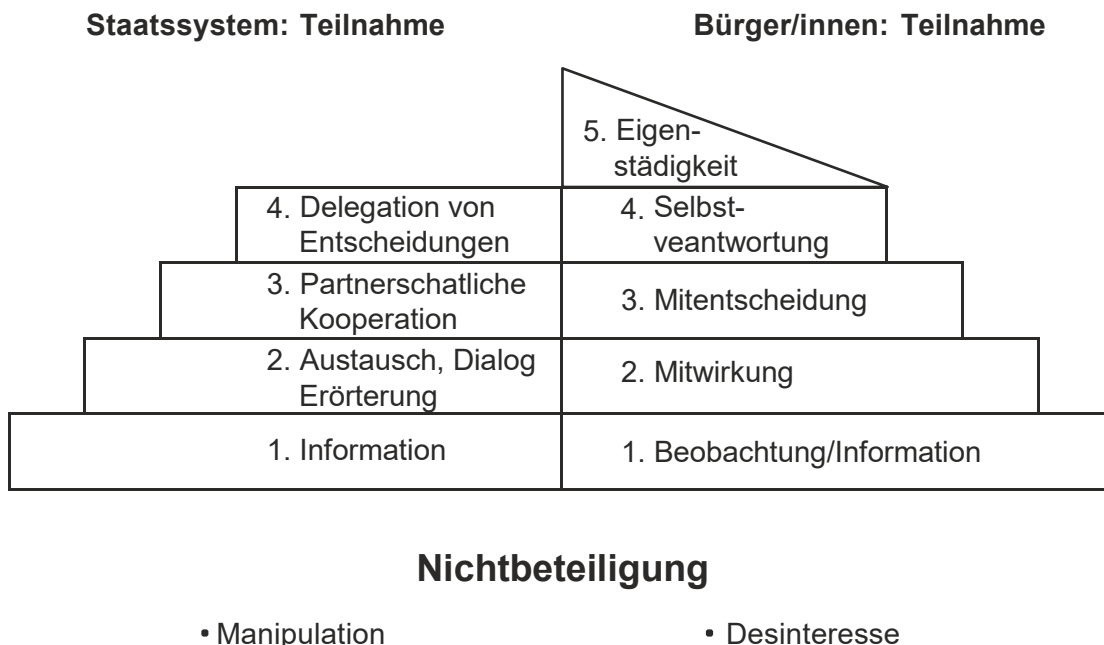 Staatssystem: Teilnahme
Bürger/innen: Teilnahme
5. Eigen-
städigkeit
4. Delegation von
Entscheidungen
4. Selbst-
veantwortung
3. Partnerschatliche
Kooperation
3. Mitentscheidung
2. Austausch, Dialog
Erörterung
2. Mitwirkung
1. Information
1. Beobachtung/Information
Nichtbeteiligung
• Manipulation
• Desinteresse